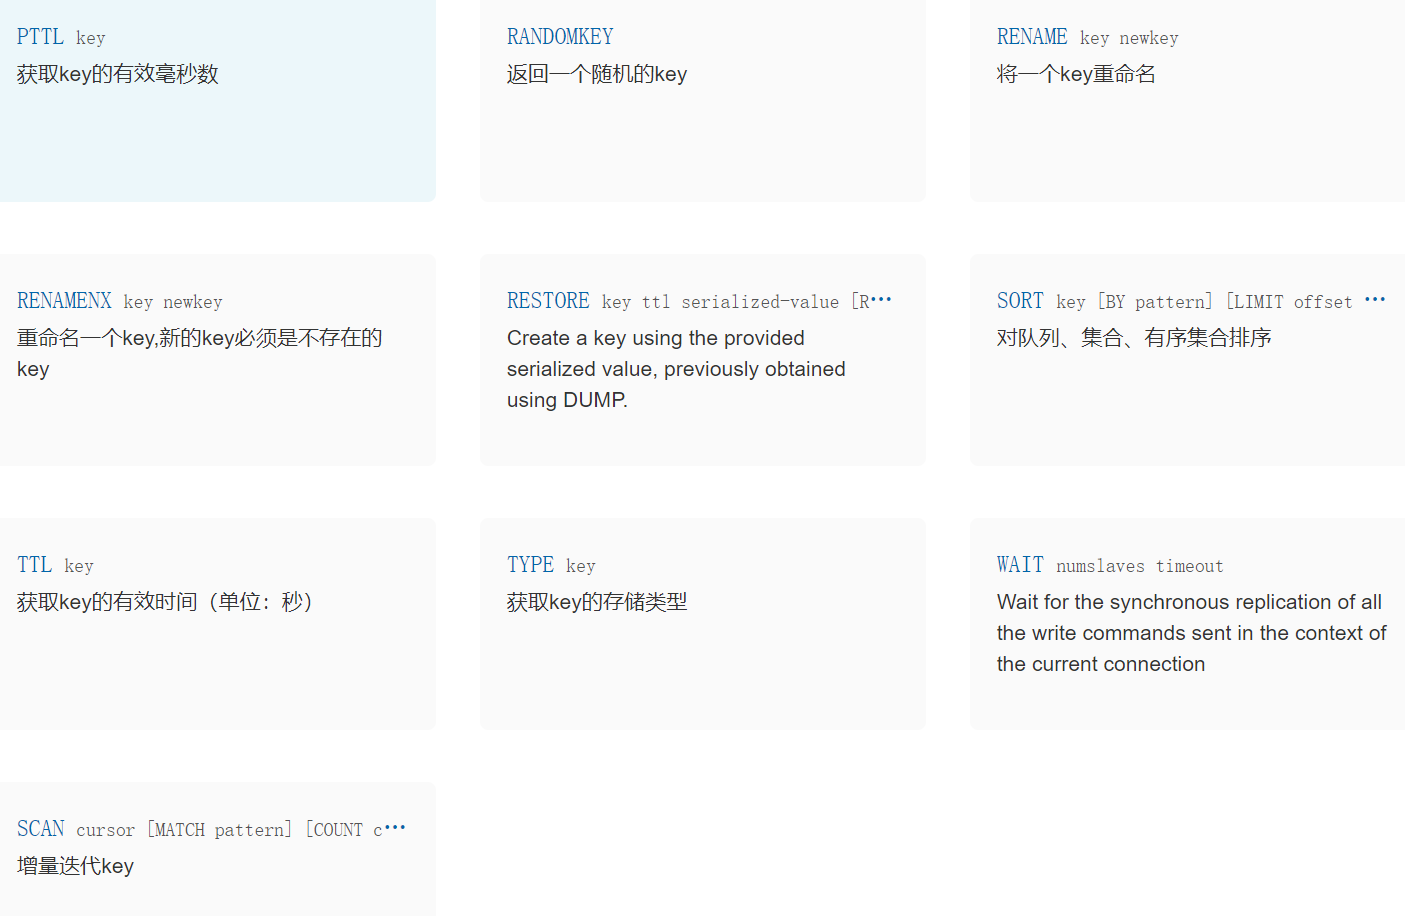 PTTL key
获取key的有效毫秒数
RANDOMKEY
返回一个随机的key
RENAME key newkey
将一个key重命名
RENAMENX key newkey
重命名一个key,新的key必须是不存在的
key
RESTORE key ttl serialized-value [R...
Create a key using the provided
serialized value, previously obtained
using DUMP.
SORT key [BY pattern] [LIMIT offset ...
对队列、集合、有序集合排序
TTL key
获取key的有效时间（单位：秒）
TYPE key
获取key的存储类型
WAIT numslaves timeout
Wait for the synchronous replication of all
the write commands sent in the context of
the current connection
SCAN cursor [MATCH pattern] [COUNT c...
增量迭代key